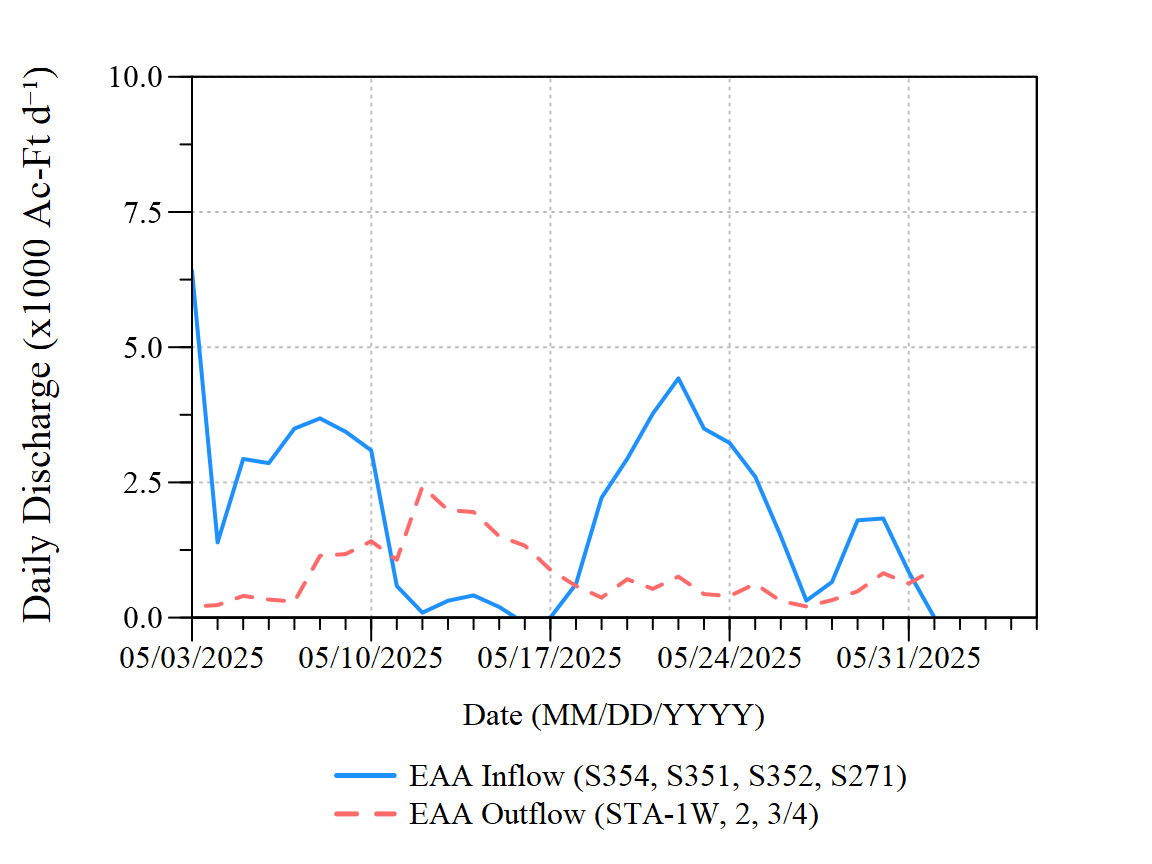 Daily Discharge (x1000 Ac-Ft d⁻¹)
10.0
7.5
5.0
2.5
0.0
05/03/2025 05/10/2025 05/17/2025 05/24/2025 05/31/2025
Date (MM/DD/YYYY)
EAA Inflow (S354, S351, S352, S271)
EAA Outflow (STA-1W, 2, 3/4)